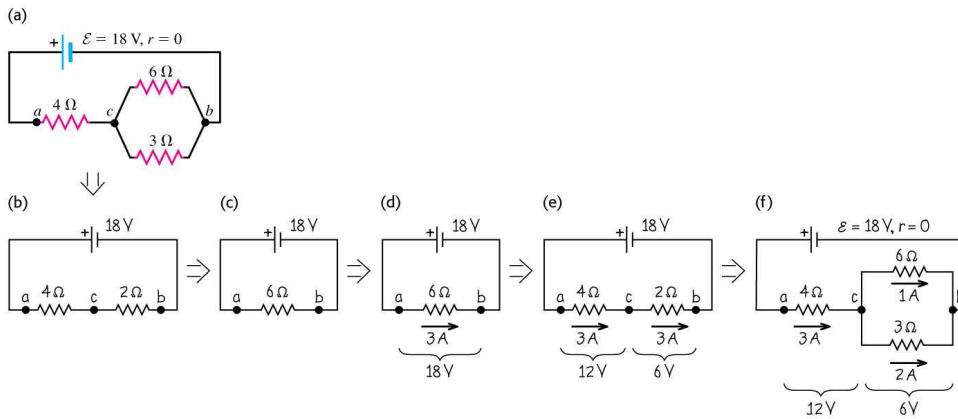 (a)
+ ℰ = 18 V, r = 0
6 Ω
a 4 Ω c b
3 Ω
(b)
+ 18 V
a 4 Ω c 2 Ω b
(c)
+ 18 V
a 6 Ω b
(d)
+ 18 V
a 6 Ω b
3 A
18 V
(e)
+ 18 V
a 4 Ω c 2 Ω b
3 A 3 A
12 V 6 V
(f)
+ ℰ = 18 V, r = 0
6 Ω
1 A
a 4 Ω c
3 A
3 Ω
2 A
12 V 6 V